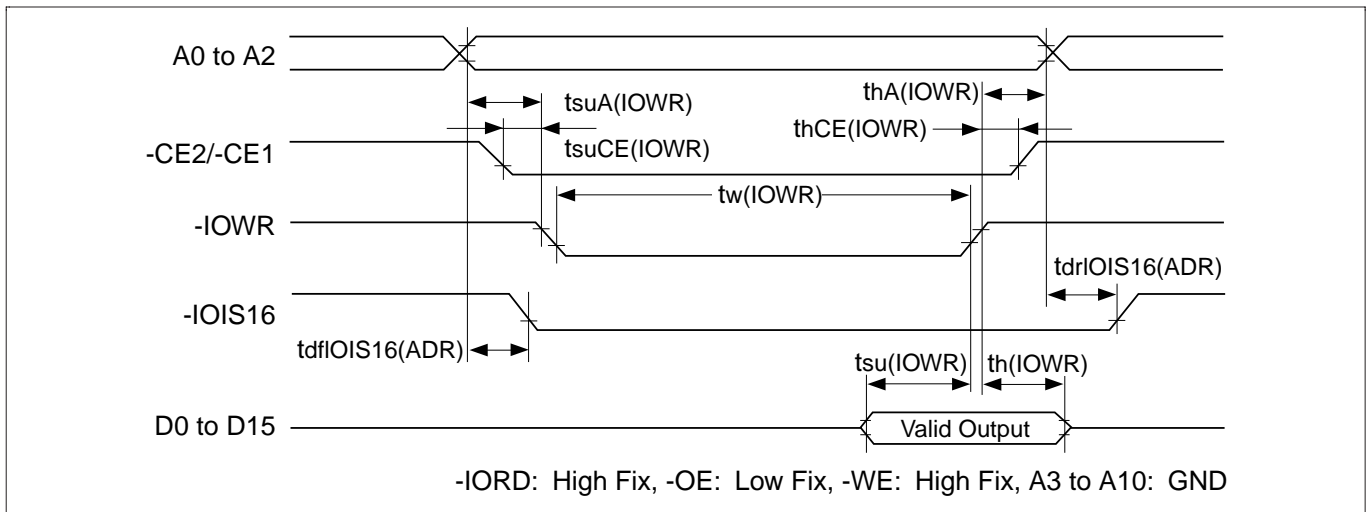 A0 to A2
tsuA(IOWR)
thA(IOWR)
thCE(IOWR)
-CE2/-CE1
tsuCE(IOWR)
tw(IOWR)
-IOWR
tdrIOIS16(ADR)
-IOIS16
tdfIOIS16(ADR)
tsu(IOWR)
th(IOWR)
D0 to D15
Valid Output
-IORD: High Fix, -OE: Low Fix, -WE: High Fix, A3 to A10: GND